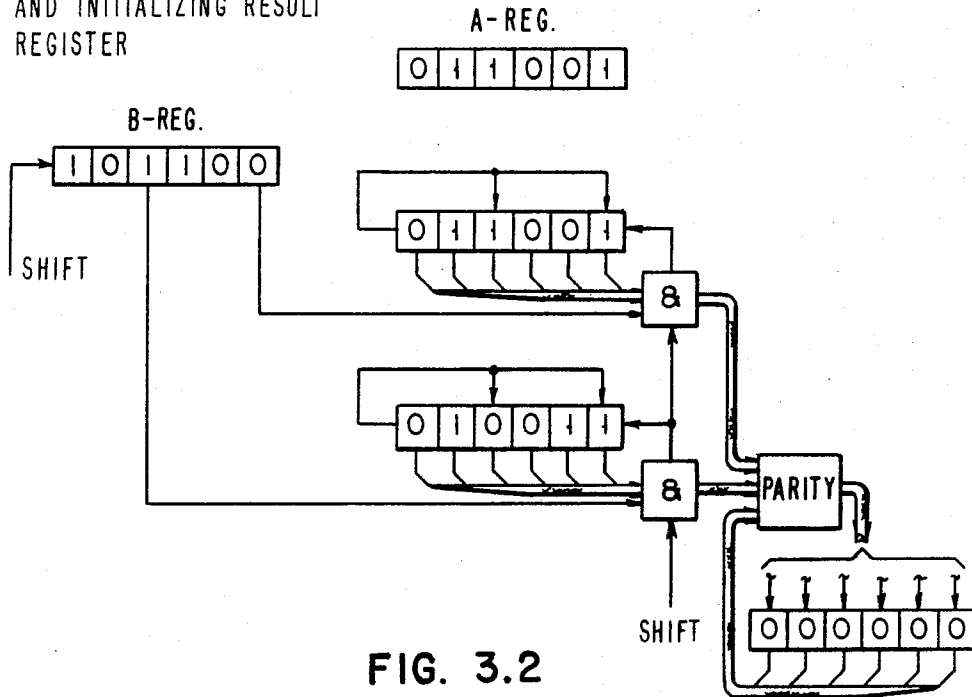 AND INITIALIZING RESULT
REGISTER
A-REG.
0 1 1 0 0 1
B-REG.
1 0 1 1 0 0
SHIFT
0 1 1 0 0 1
&
0 1 0 0 1 1
&
PARITY
SHIFT
0 0 0 0 0 0
FIG. 3.2